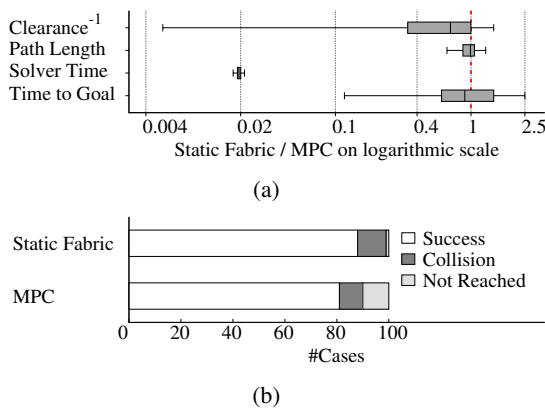 Clearance⁻¹
Path Length
Solver Time
Time to Goal
0.004 0.02 0.1 0.4 1 2.5
Static Fabric / MPC on logarithmic scale
(a)
Static Fabric
MPC
Success
Collision
Not Reached
0 20 40 60 80 100
#Cases
(b)